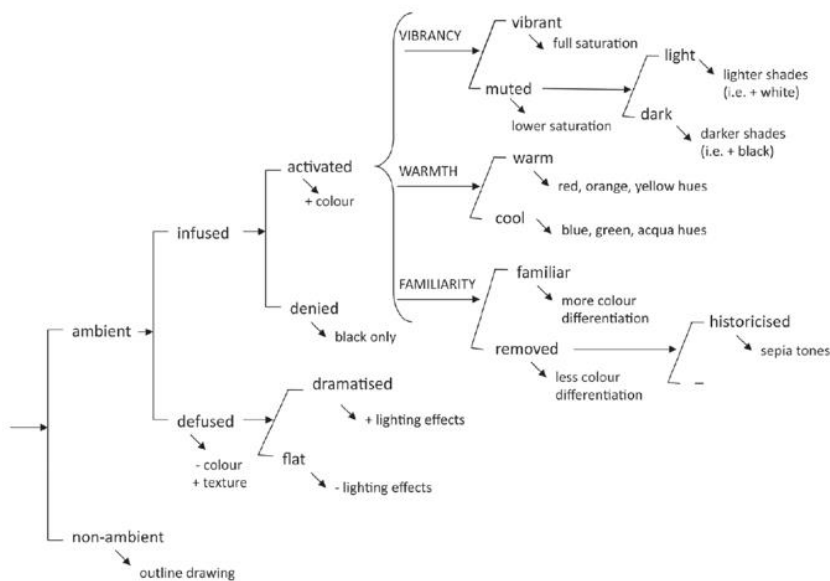 VIBRANCY
vibrant
full saturation
muted
lower saturation
light
lighter shades
(i.e. + white)
dark
darker shades
(i.e. + black)
activated
+ colour
WARMTH
warm
red, orange, yellow hues
cool
blue, green, acqua hues
infused
FAMILIARITY
familiar
more colour
differentiation
removed
less colour
differentiation
historicised
sepia tones
– –
denied
black only
ambient
dramatised
+ lighting effects
defused
- colour
+ texture
flat
- lighting effects
non-ambient
outline drawing